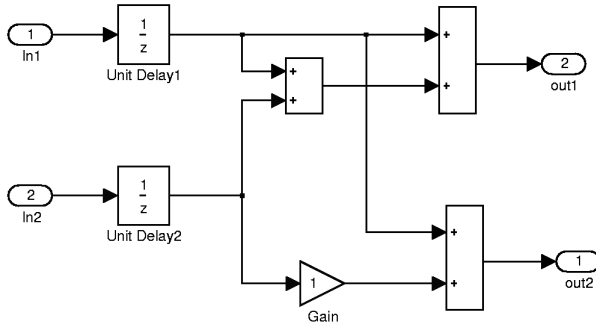 1
In1
1
z
Unit Delay1
+
+
+
+
2
out1
2
In2
1
z
Unit Delay2
1
Gain
+
+
1
out2